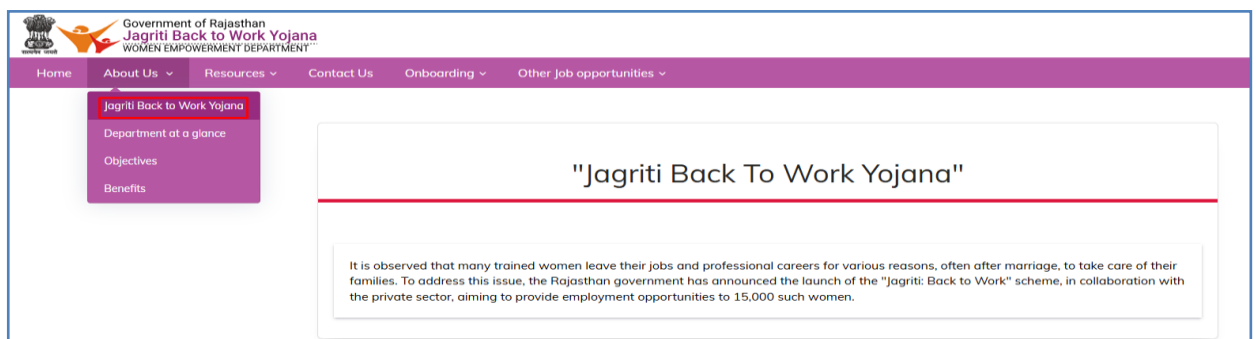 Government of Rajasthan
Jagriti Back to Work Yojana
WOMEN EMPOWERMENT DEPARTMENT
सत्यमेव जयते
Home About Us Resources Contact Us Onboarding Other Job opportunities
Jagriti Back to Work Yojana
Department at a glance
Objectives
Benefits
"Jagriti Back To Work Yojana"
It is observed that many trained women leave their jobs and professional careers for various reasons, often after marriage, to take care of their
families. To address this issue, the Rajasthan government has announced the launch of the "Jagriti: Back to Work" scheme, in collaboration with
the private sector, aiming to provide employment opportunities to 15,000 such women.